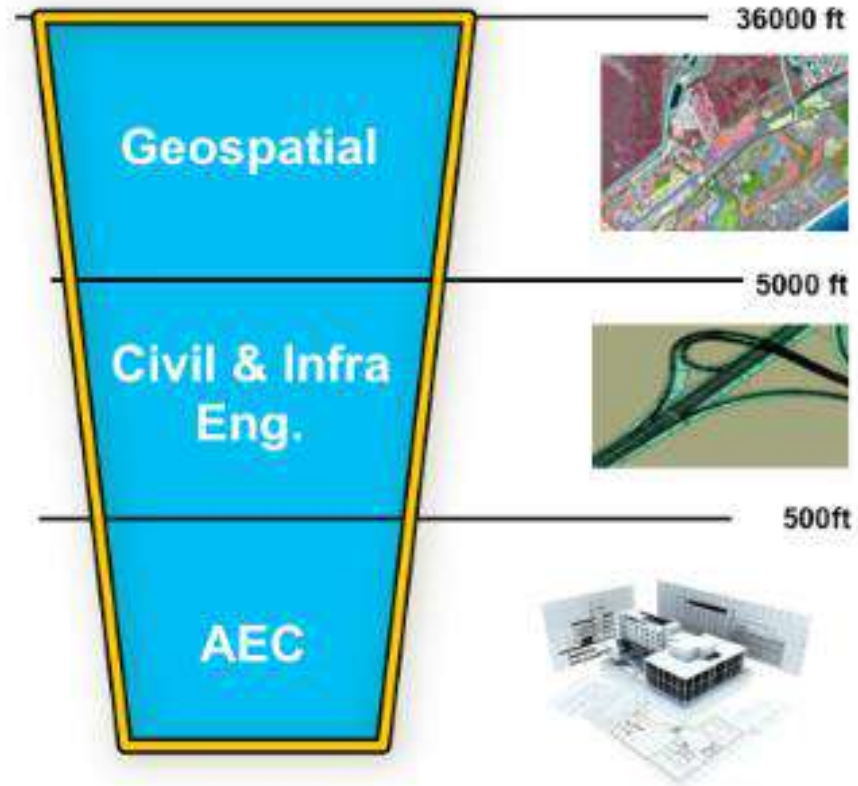 36000 ft
Geospatial
5000 ft
Civil & Infra
Eng.
500ft
AEC